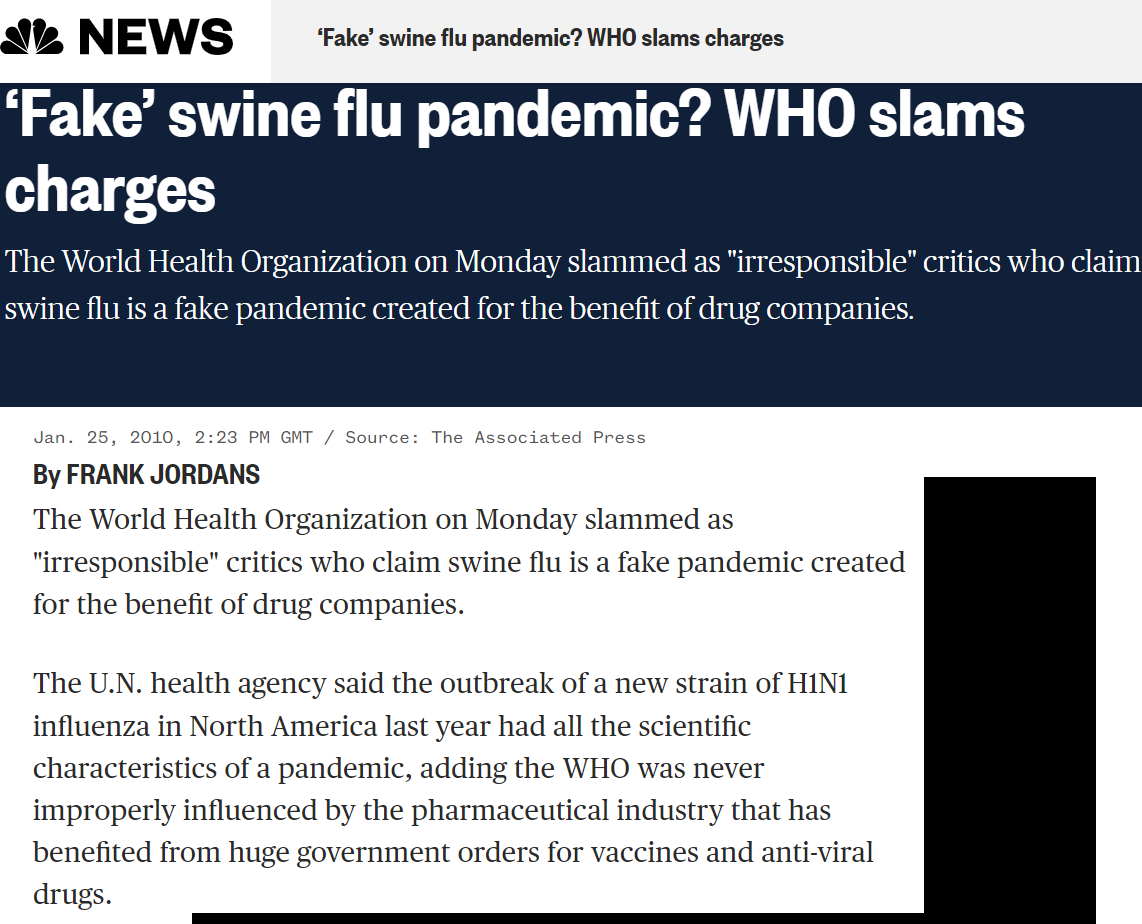 NEWS
‘Fake’ swine flu pandemic? WHO slams charges
‘Fake’ swine flu pandemic? WHO slams
charges
The World Health Organization on Monday slammed as "irresponsible" critics who claim
swine flu is a fake pandemic created for the benefit of drug companies.
Jan. 25, 2010, 2:23 PM GMT / Source: The Associated Press
By FRANK JORDANS
The World Health Organization on Monday slammed as
"irresponsible" critics who claim swine flu is a fake pandemic created
for the benefit of drug companies.
The U.N. health agency said the outbreak of a new strain of H1N1
influenza in North America last year had all the scientific
characteristics of a pandemic, adding the WHO was never
improperly influenced by the pharmaceutical industry that has
benefited from huge government orders for vaccines and anti-viral
drugs.